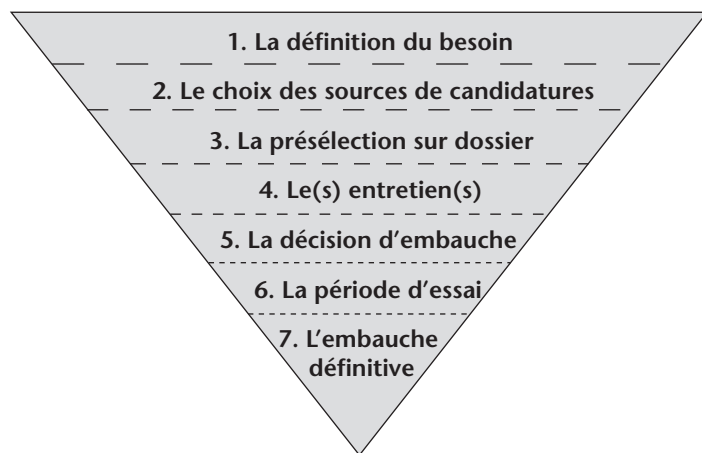 1. La définition du besoin
2. Le choix des sources de candidatures
3. La présélection sur dossier
4. Le(s) entretien(s)
5. La décision d’embauche
6. La période d’essai
7. L’embauche
définitive